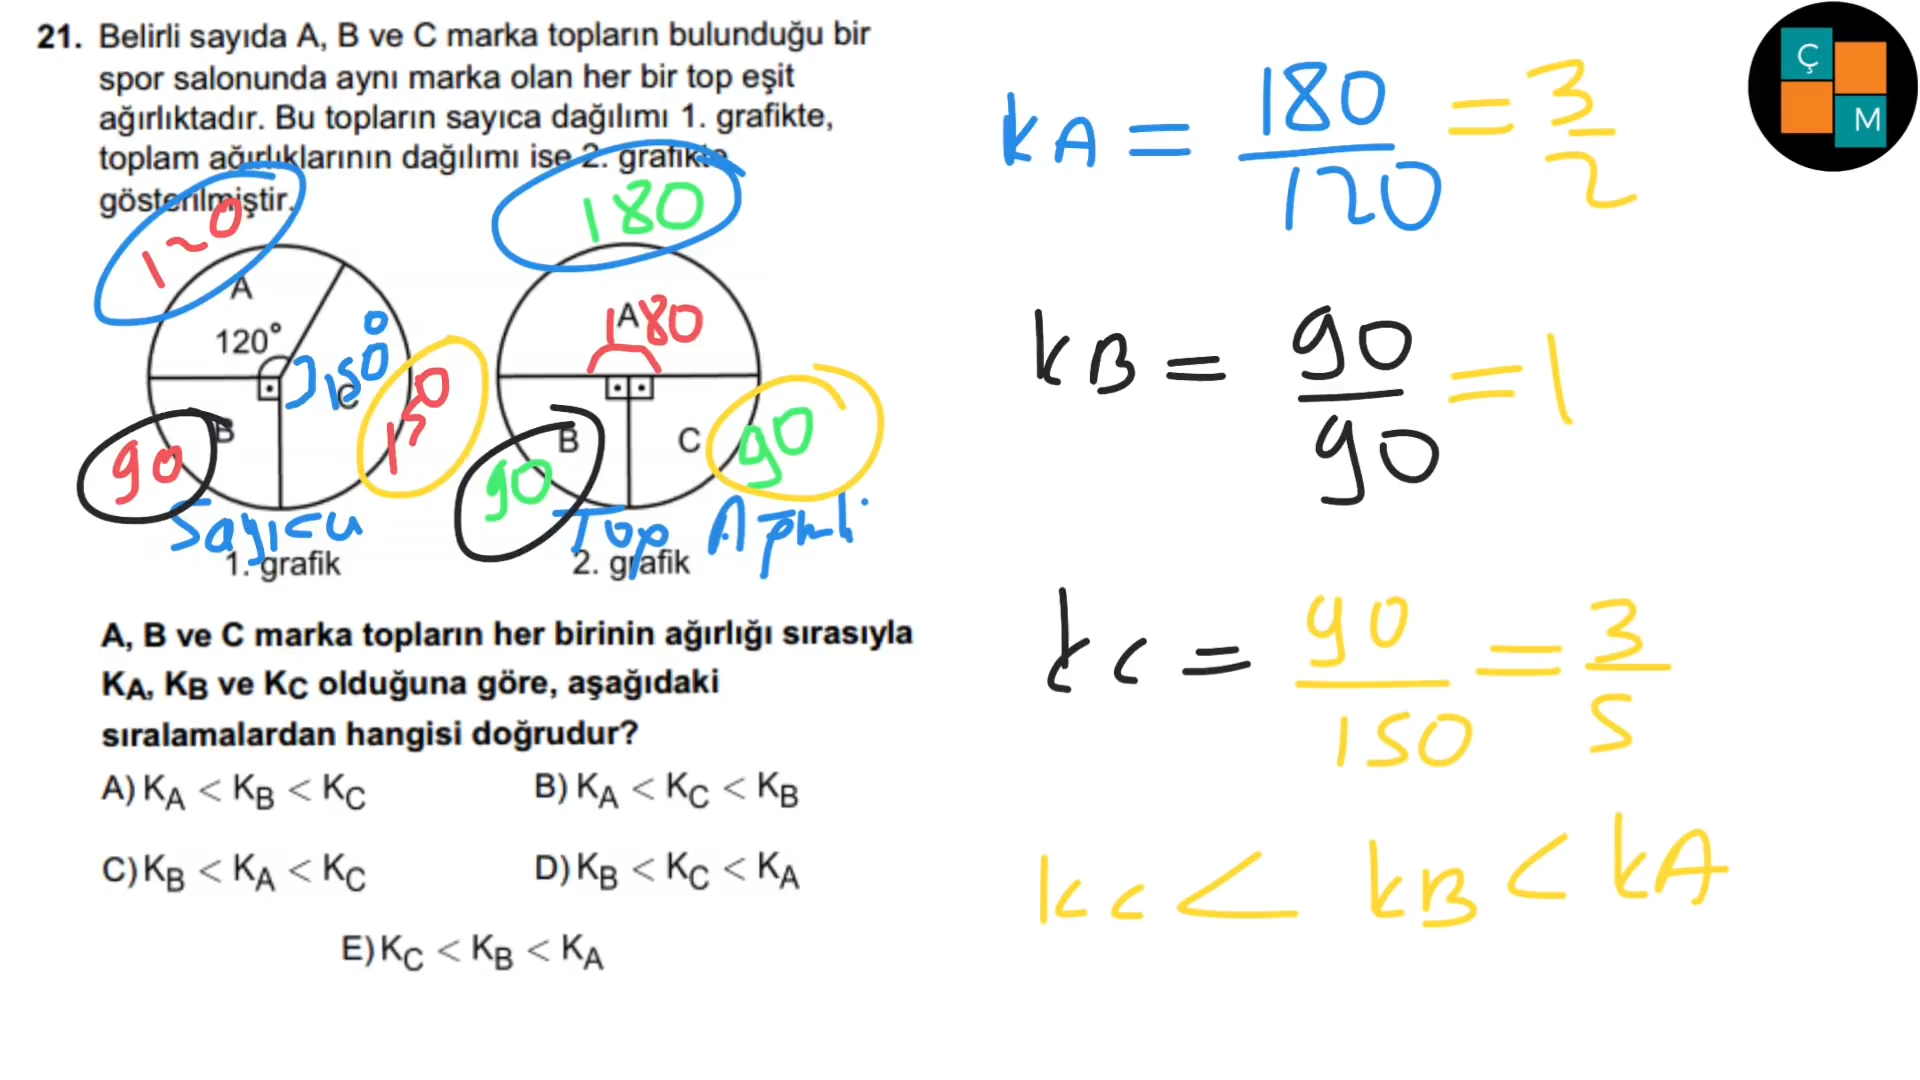 21. Belirli sayıda A, B ve C marka topların bulunduğu bir
spor salonunda aynı marka olan her bir top eşit
ağırlıktadır. Bu topların sayıca dağılımı 1. grafikte,
toplam ağırlıklarının dağılımı ise 2. grafikte
gösterilmiştir.
120
180
A
120°
150°
C
150
B
90
Sayıca
1. grafik
A
180
B
90
C
90
Top
2. grafik
A, B ve C marka topların her birinin ağırlığı sırasıyla
KA, KB ve KC olduğuna göre, aşağıdaki
sıralamalardan hangisi doğrudur?
A) KA < KB < KC
B) KA < KC < KB
C) KB < KA < KC
D) KB < KC < KA
E) KC < KB < KA
kA = 180/120 = 3/2
kB = 90/90 = 1
kC = 90/150 = 3/5
kC < kB < kA
Ç
M